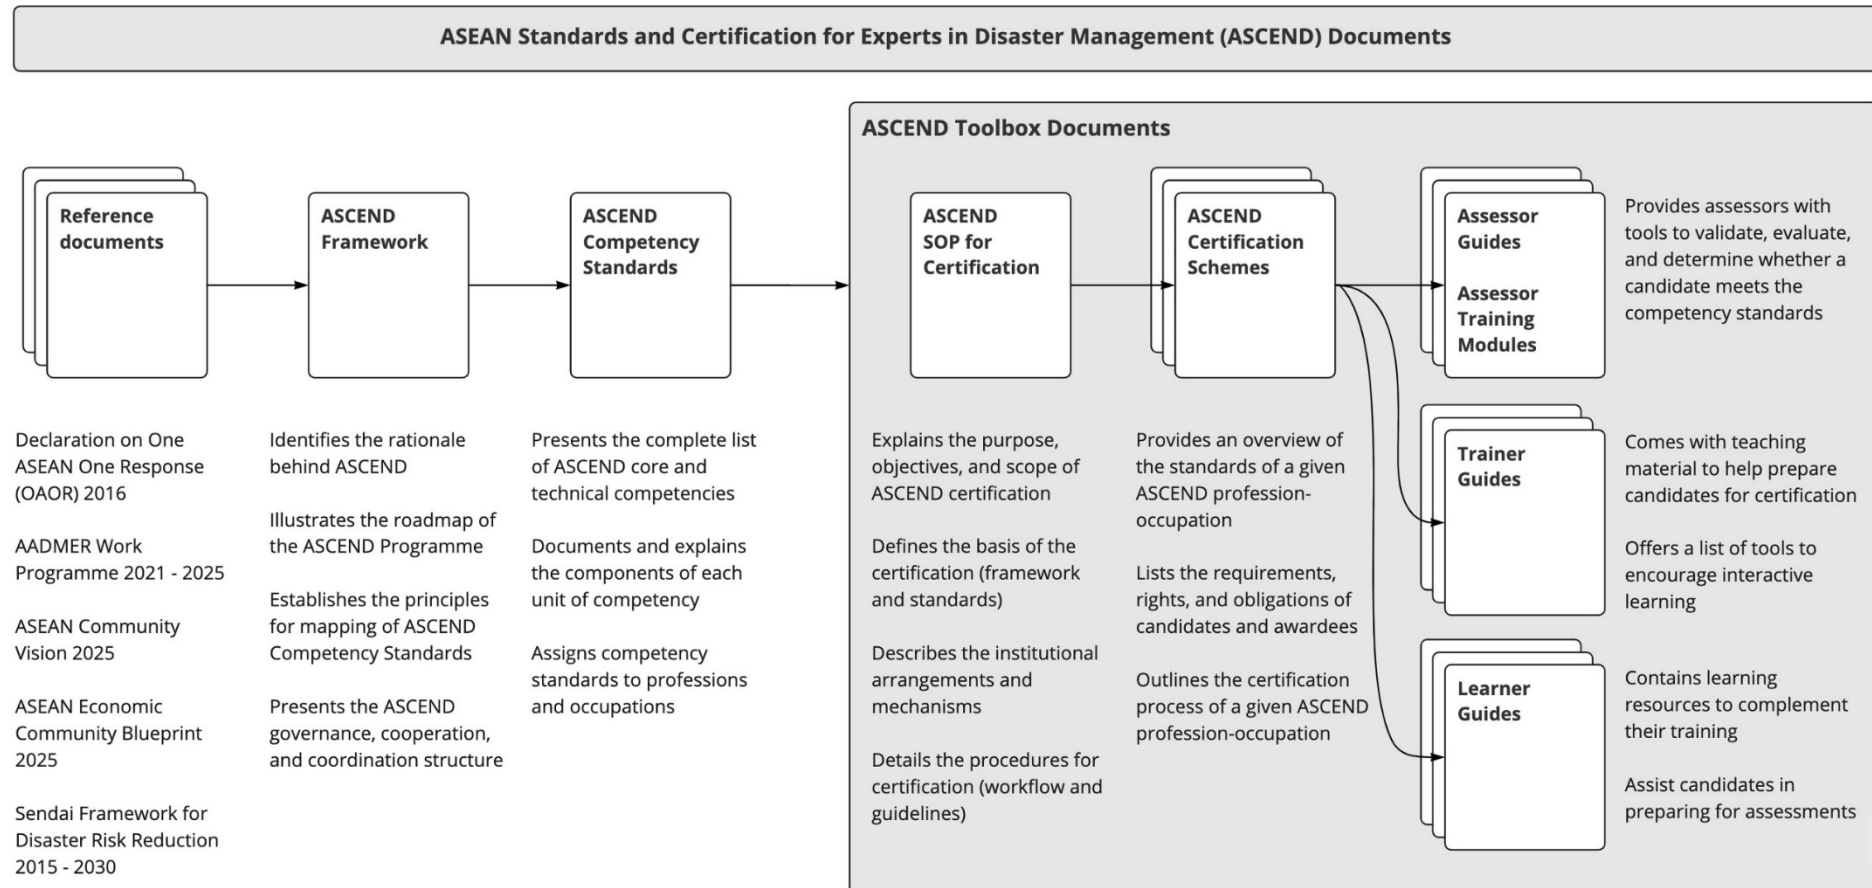 ASEAN Standards and Certification for Experts in Disaster Management (ASCEND) Documents
ASCEND Toolbox Documents
Reference
documents
ASCEND
Framework
ASCEND
Competency
Standards
ASCEND
SOP for
Certification
ASCEND
Certification
Schemes
Assessor
Guides
Assessor
Training
Modules
Provides assessors with
tools to validate, evaluate,
and determine whether a
candidate meets the
competency standards
Declaration on One
ASEAN One Response
(OAOR) 2016
AADMER Work
Programme 2021 - 2025
ASEAN Community
Vision 2025
ASEAN Economic
Community Blueprint
2025
Sendai Framework for
Disaster Risk Reduction
2015 - 2030
Identifies the rationale
behind ASCEND
Illustrates the roadmap of
the ASCEND Programme
Establishes the principles
for mapping of ASCEND
Competency Standards
Presents the ASCEND
governance, cooperation,
and coordination structure
Presents the complete list
of ASCEND core and
technical competencies
Documents and explains
the components of each
unit of competency
Assigns competency
standards to professions
and occupations
Explains the purpose,
objectives, and scope of
ASCEND certification
Defines the basis of the
certification (framework
and standards)
Describes the institutional
arrangements and
mechanisms
Details the procedures for
certification (workflow and
guidelines)
Provides an overview of
the standards of a given
ASCEND profession-
occupation
Lists the requirements,
rights, and obligations of
candidates and awardees
Outlines the certification
process of a given ASCEND
profession-occupation
Trainer
Guides
Comes with teaching
material to help prepare
candidates for certification
Offers a list of tools to
encourage interactive
learning
Learner
Guides
Contains learning
resources to complement
their training
Assist candidates in
preparing for assessments